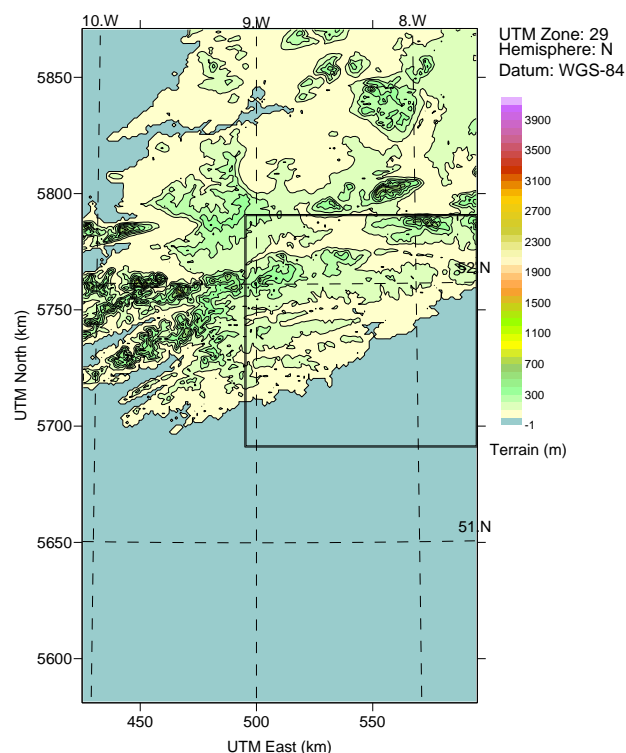 10.W 9.W 8.W
UTM Zone: 29
Hemisphere: N
Datum: WGS-84
5850
5800
5750
5700
5650
5600
UTM North (km)
52.N
51.N
3900
3500
3100
2700
2300
1900
1500
1100
700
300
-1
Terrain (m)
450 500 550
UTM East (km)